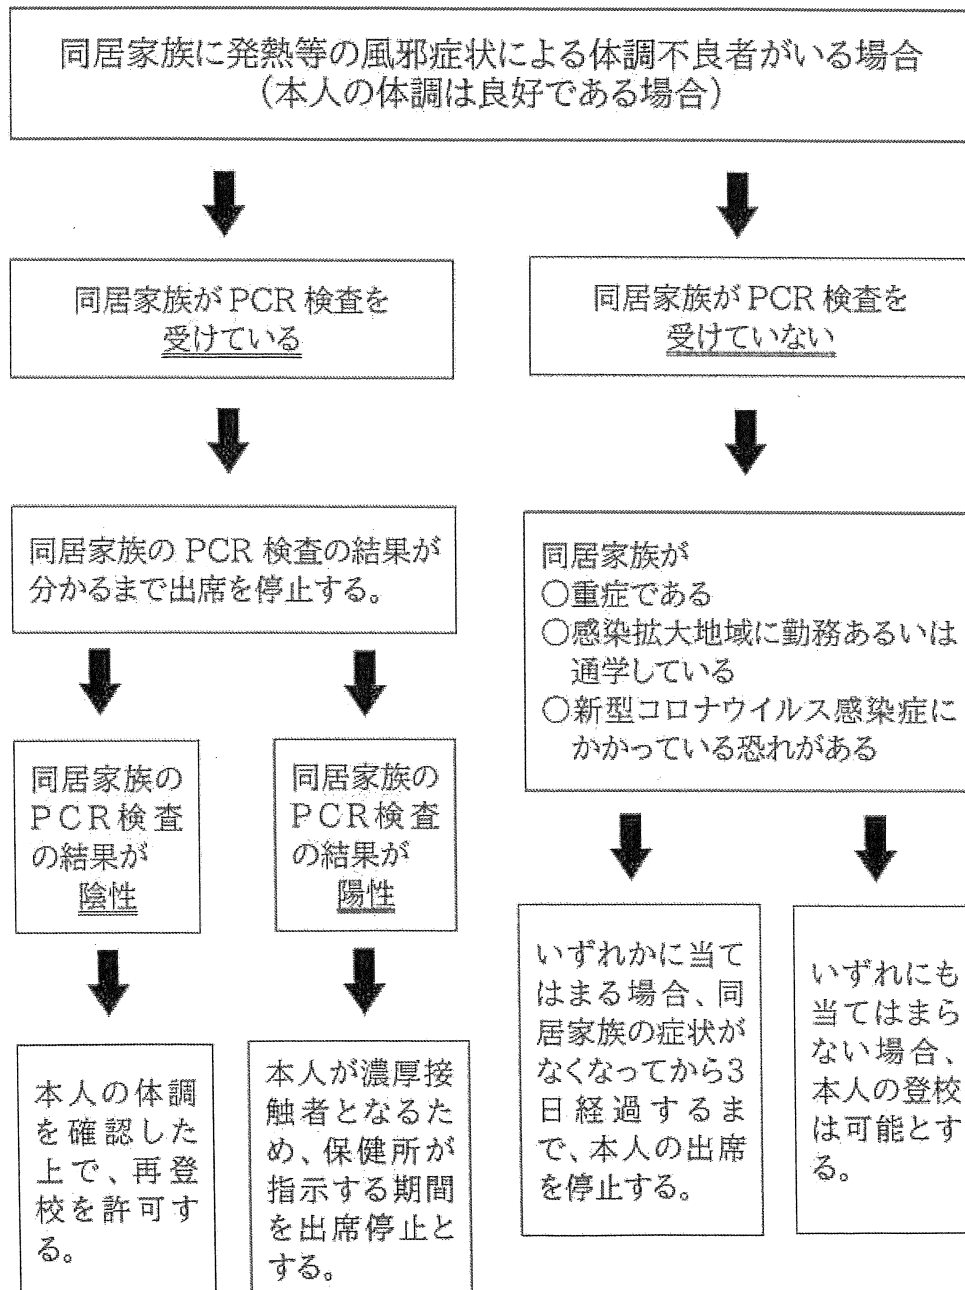 同居家族に発熱等の風邪症状による体調不良者がいる場合
（本人の体調は良好である場合）
同居家族が PCR 検査を
受けている
同居家族が PCR 検査を
受けていない
同居家族の PCR 検査の結果が
分かるまで出席を停止する。
同居家族が
○重症である
○感染拡大地域に勤務あるいは
通学している
○新型コロナウイルス感染症に
かかっている恐れがある
同居家族の
PCR検査
の結果が
陰性
同居家族の
PCR検査
の結果が
陽性
いずれかに当て
はまる場合、同
居家族の症状が
なくなってから3
日経過するま
で、本人の出席
を停止する。
いずれにも
当てはまら
ない場合、
本人の登校
は可能とす
る。
本人の体調
を確認した
上で、再登
校を許可す
る。
本人が濃厚接
触者となるた
め、保健所が
指示する期間
を出席停止と
する。